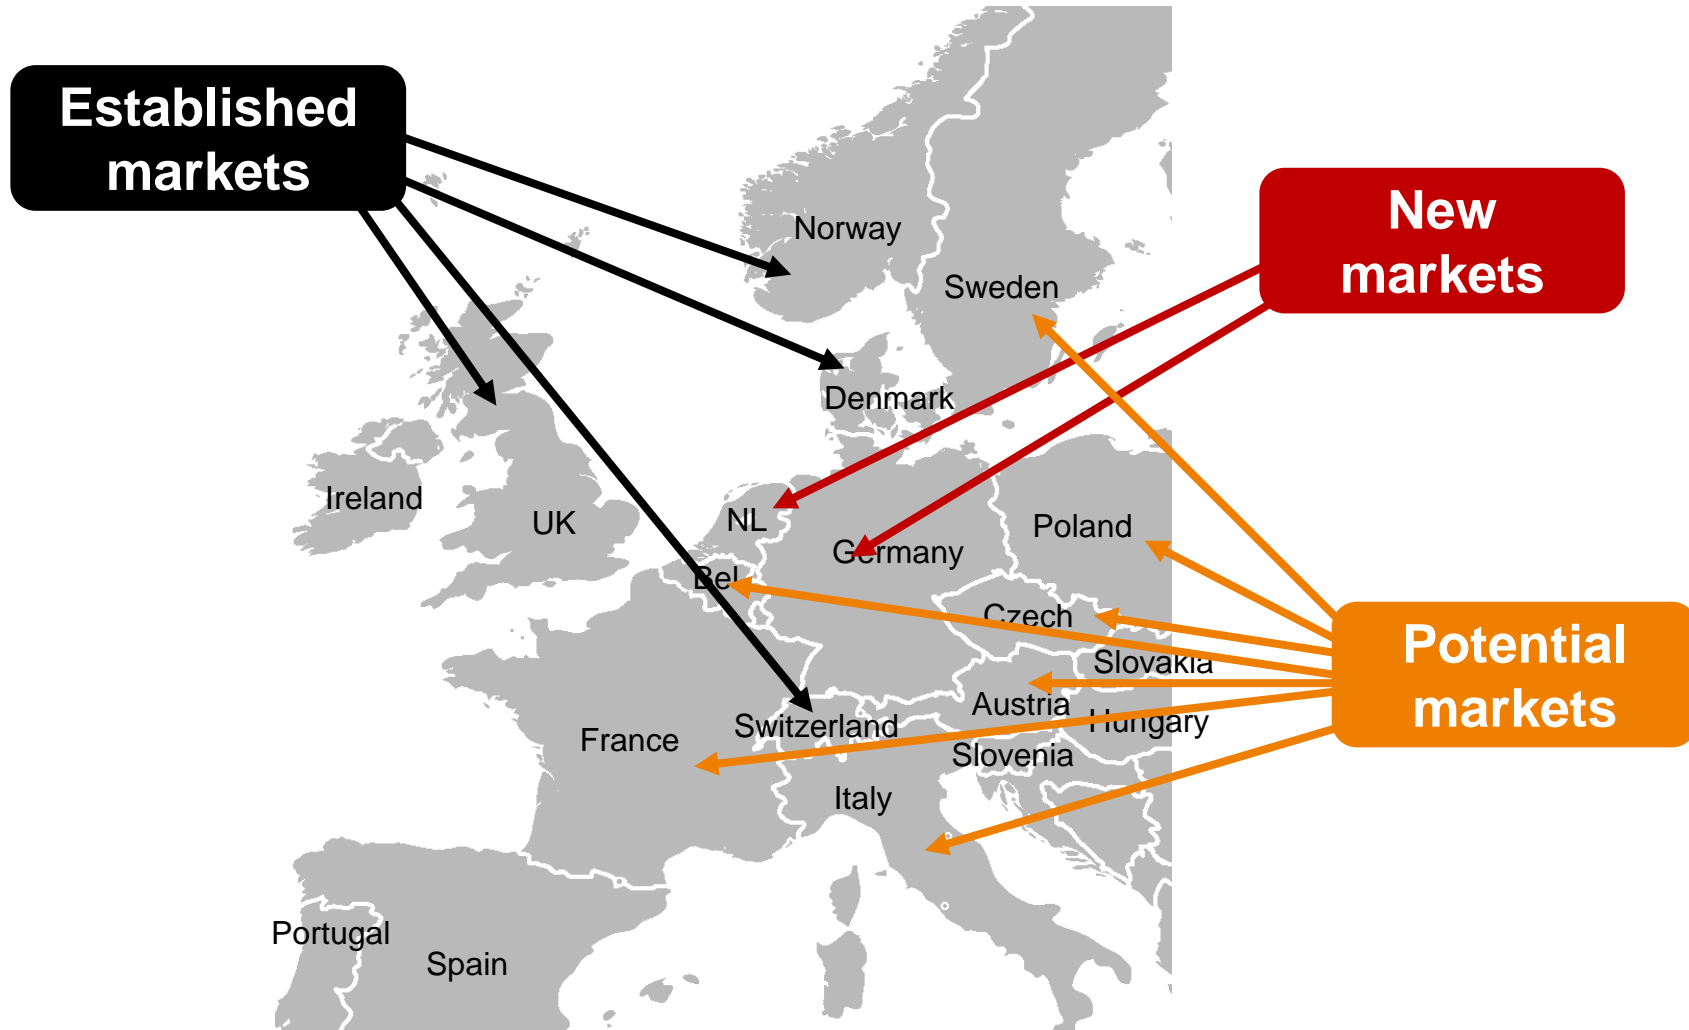 Established
markets
New
markets
Norway
Sweden
Denmark
Ireland
UK
NL
Poland
Germany
Bel
Czech
Slovakia
Potential
markets
Austria
Hungary
Switzerland
France
Slovenia
Italy
Portugal
Spain